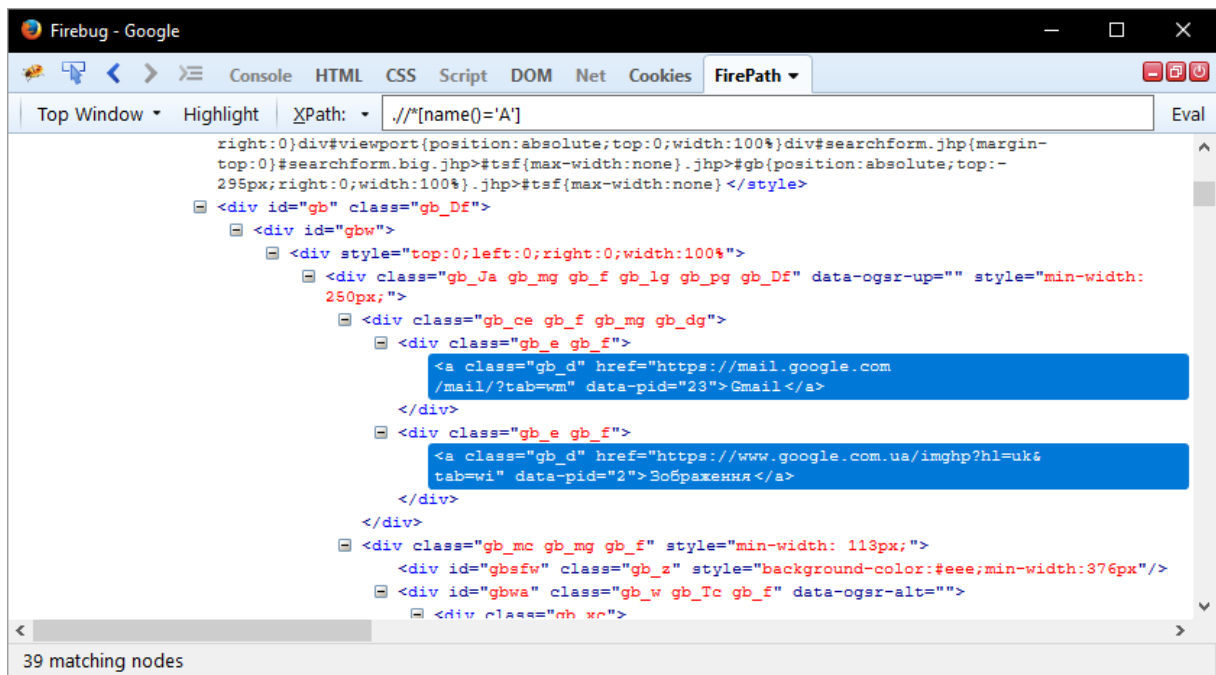 Firebug - Google
Console HTML CSS Script DOM Net Cookies FirePath
Top Window Highlight XPath: .//*[name()='A'] Eval
right:0}div#viewport{position:absolute;top:0;width:100%}div#searchform.jhp{margin-
top:0}#searchform.big.jhp>#tsf{max-width:none}.jhp>#gb{position:absolute;top:-
295px;right:0;width:100%}.jhp>#tsf{max-width:none}</style>
<div id="gb" class="gb_Df">
<div id="gbw">
<div style="top:0;left:0;right:0;width:100%">
<div class="gb_Ja gb_mg gb_f gb_lg gb_pg gb_Df" data-ogsr-up="" style="min-width:
250px;">
<div class="gb_ce gb_f gb_mg gb_dg">
<div class="gb_e gb_f">
<a class="gb_d" href="https://mail.google.com
/mail/?tab=wm" data-pid="23">Gmail</a>
</div>
<div class="gb_e gb_f">
<a class="gb_d" href="https://www.google.com.ua/imghp?hl=uk&
tab=wi" data-pid="2">Зображення</a>
</div>
</div>
<div class="gb_mc gb_mg gb_f" style="min-width: 113px;">
<div id="gbsfw" class="gb_z" style="background-color:#eee;min-width:376px"/>
<div id="gbwa" class="gb_w gb_Tc gb_f" data-ogsr-alt="">
<div class="gb_xc">
39 matching nodes